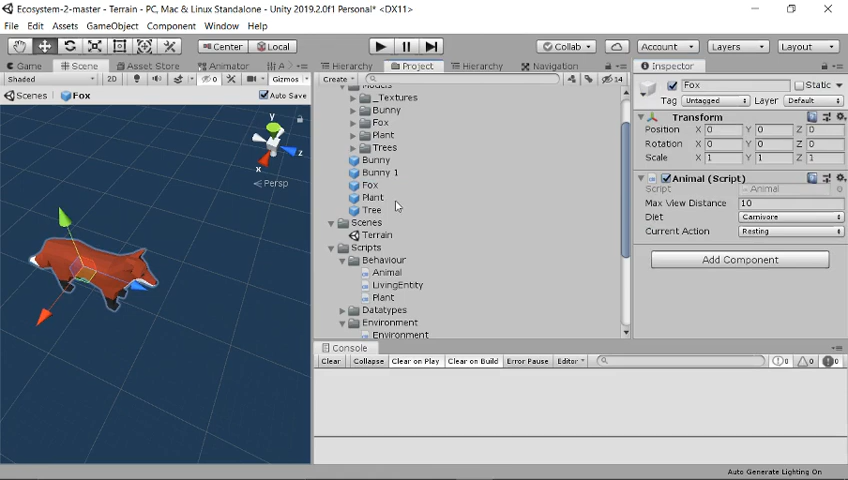 Ecosystem-2-master - Terrain - PC, Mac & Linux Standalone - Unity 2019.2.0f1 Personal* <DX11>
File Edit GameObject Component Assets Window Help
Center Local Collab Account Layers Layout
Game Scene Asset Store Animator A Hierarchy Project Hierarchy Navigation Inspector
Shaded 2D 0 Gizmos Create 14
Scenes Fox Auto Save
Fox Static
Tag Untagged Layer Default
Transform
Position X 0 Y 0 Z 0
Rotation X 0 Y 0 Z 0
Scale X 1 Y 1 Z 1
Animal (Script)
Script Animal
Max View Distance 10
Diet Carnivore
Current Action Resting
Add Component
y
z
x
Persp
Models
_Textures
Bunny
Fox
Plant
Trees
Bunny
Bunny 1
Fox
Plant
Tree
Scenes
Terrain
Scripts
Behaviour
Animal
LivingEntity
Plant
Datatypes
Environment
Environment
Console
Clear Collapse Clear on Play Clear on Build Error Pause Editor 0 0 0
Auto Generate Lighting On